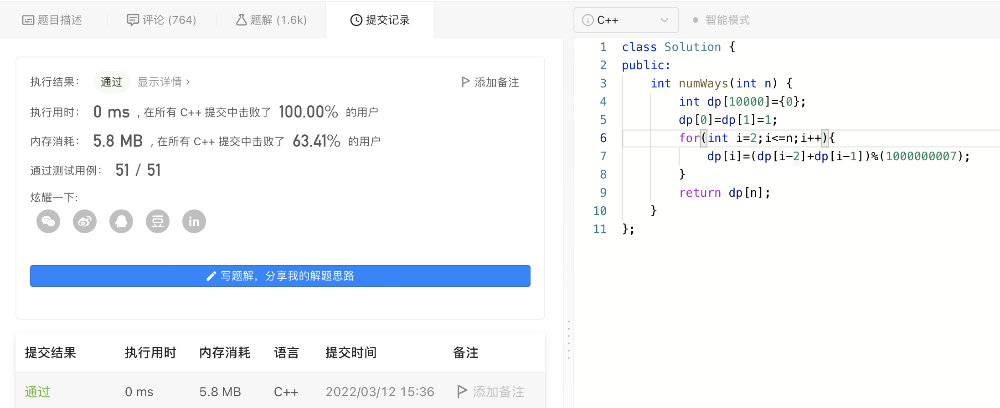 题目描述
评论 (764)
题解 (1.6k)
提交记录
执行结果：
通过
显示详情 >
添加备注
执行用时： 0 ms , 在所有 C++ 提交中击败了 100.00% 的用户
内存消耗： 5.8 MB , 在所有 C++ 提交中击败了 63.41% 的用户
通过测试用例： 51 / 51
炫耀一下:
in
写题解，分享我的解题思路
提交结果 执行用时 内存消耗 语言 提交时间 备注
通过 0 ms 5.8 MB C++ 2022/03/12 15:36 添加备注
C++
智能模式
1 class Solution {
2 public:
3     int numWays(int n) {
4         int dp[10000]={0};
5         dp[0]=dp[1]=1;
6         for(int i=2;i<=n;i++){
7             dp[i]=(dp[i-2]+dp[i-1])%(1000000007);
8         }
9         return dp[n];
10     }
11 };